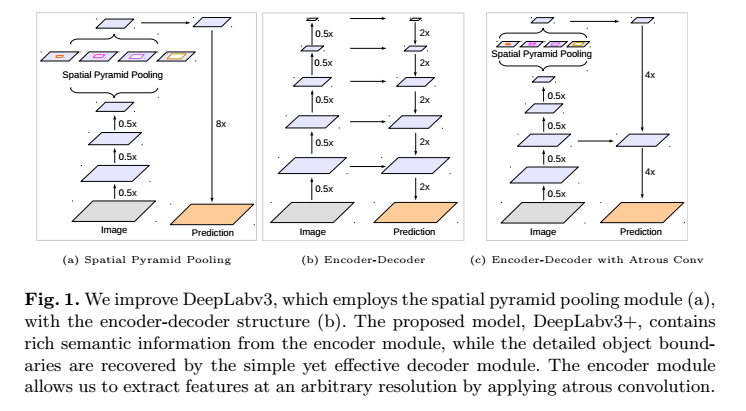 Spatial Pyramid Pooling
0.5x
0.5x
0.5x
8x
Image
Prediction
0.5x
0.5x
0.5x
0.5x
0.5x
2x
2x
2x
2x
2x
Image
Prediction
Spatial Pyramid Pooling
0.5x
0.5x
0.5x
0.5x
4x
4x
Image
Prediction
(a) Spatial Pyramid Pooling
(b) Encoder-Decoder
(c) Encoder-Decoder with Atrous Conv
Fig. 1. We improve DeepLabv3, which employs the spatial pyramid pooling module (a),
with the encoder-decoder structure (b). The proposed model, DeepLabv3+, contains
rich semantic information from the encoder module, while the detailed object bound-
aries are recovered by the simple yet effective decoder module. The encoder module
allows us to extract features at an arbitrary resolution by applying atrous convolution.